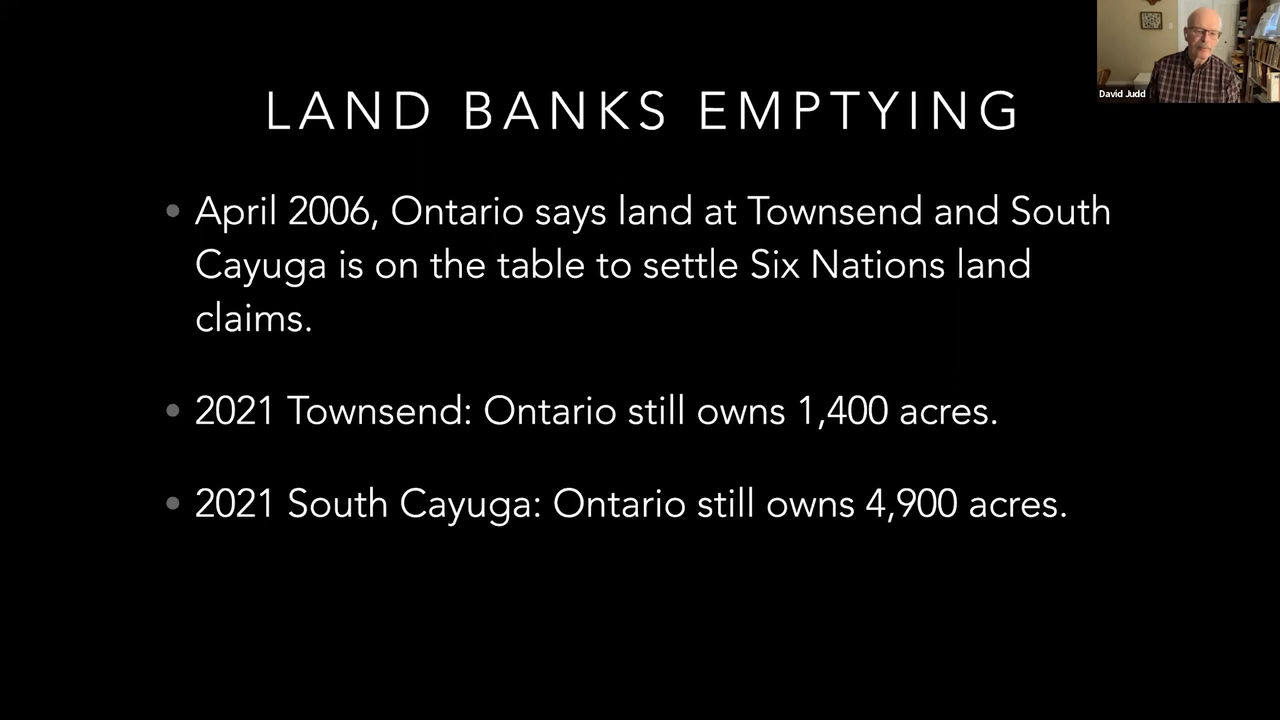 David Judd
LAND BANKS EMPTYING
• April 2006, Ontario says land at Townsend and South
Cayuga is on the table to settle Six Nations land
claims.
• 2021 Townsend: Ontario still owns 1,400 acres.
• 2021 South Cayuga: Ontario still owns 4,900 acres.